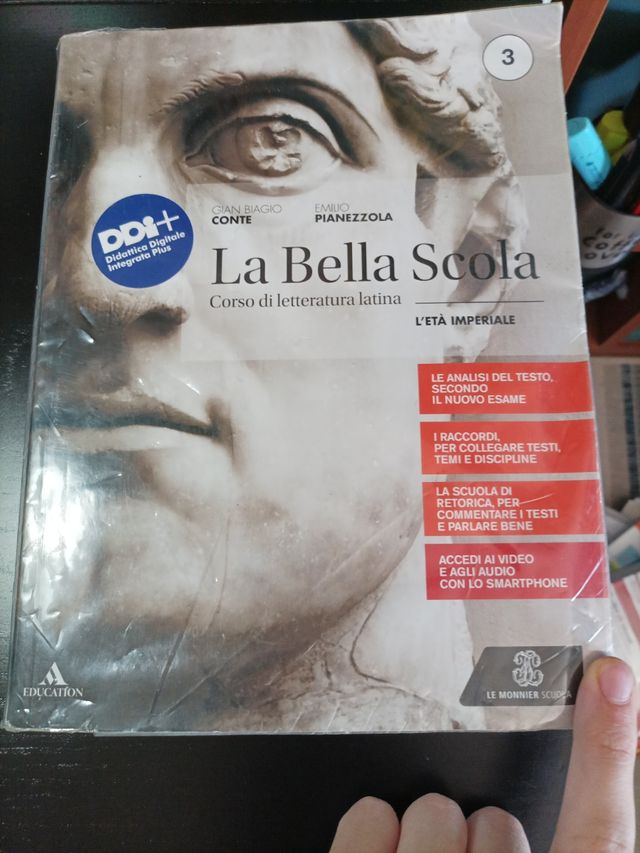 3
GIAN BIAGIO
CONTE
EMILIO
PIANEZZOLA
DDi+
Didattica Digitale
Integrata Plus
La Bella Scola
Corso di letteratura latina
L'ETÀ IMPERIALE
LE ANALISI DEL TESTO,
SECONDO
IL NUOVO ESAME
I RACCORDI,
PER COLLEGARE TESTI,
TEMI E DISCIPLINE
LA SCUOLA DI
RETORICA, PER
COMMENTARE I TESTI
E PARLARE BENE
ACCEDI AI VIDEO
E AGLI AUDIO
CON LO SMARTPHONE
EDUCATION
LE MONNIER SCUOLA